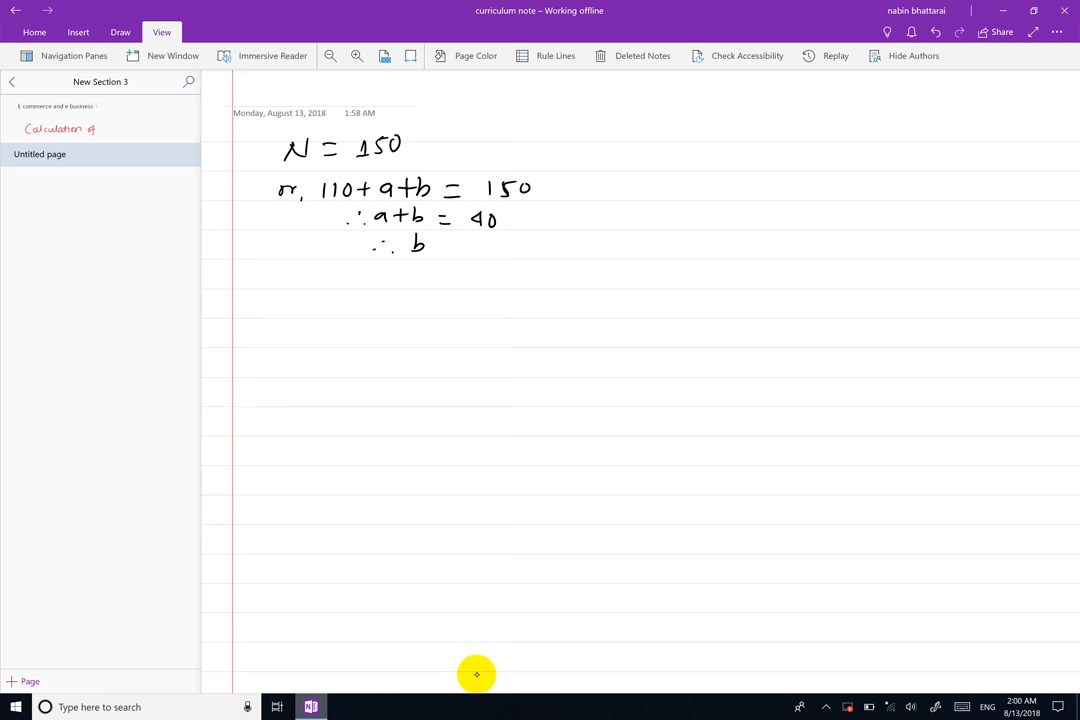 curriculum note – Working offline
nabin bhattarai
Home Insert Draw View
Share
Navigation Panes New Window Immersive Reader Page Color Rule Lines Deleted Notes Check Accessibility Replay Hide Authors
New Section 3
E commerce and e business
Calculation of
Untitled page
Monday, August 13, 2018 1:58 AM
N = 150
or, 110 + a + b = 150
∴ a + b = 40
∴ b
Page
Type here to search
ENG
2:00 AM
8/13/2018